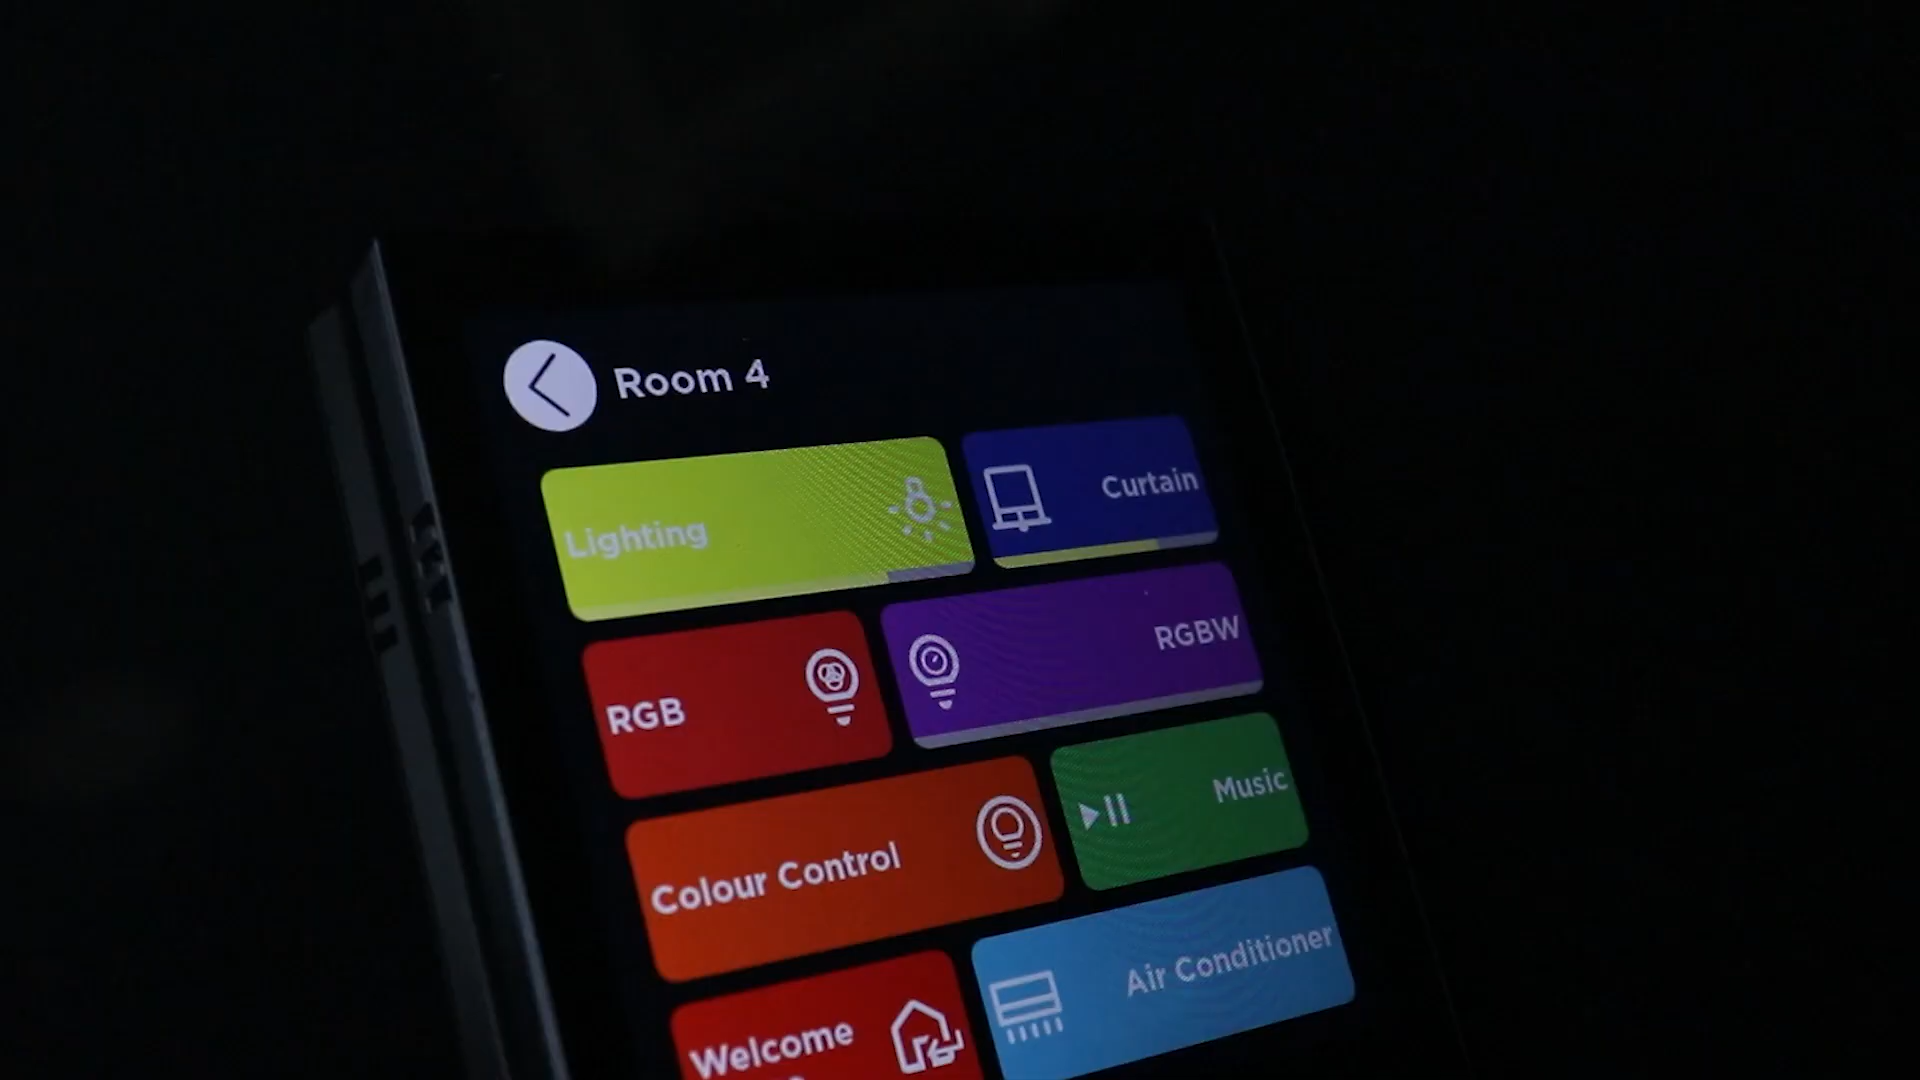 Room 4
Lighting
Curtain
RGB
RGBW
Colour Control
Music
Welcome
Air Conditioner